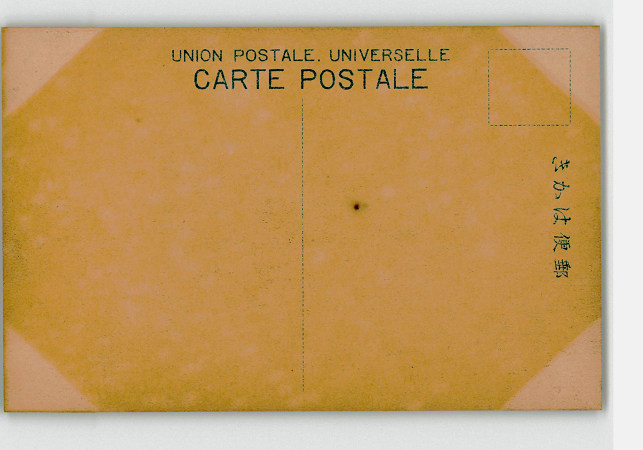 UNION POSTALE. UNIVERSELLE
CARTE POSTALE
きかは便郵